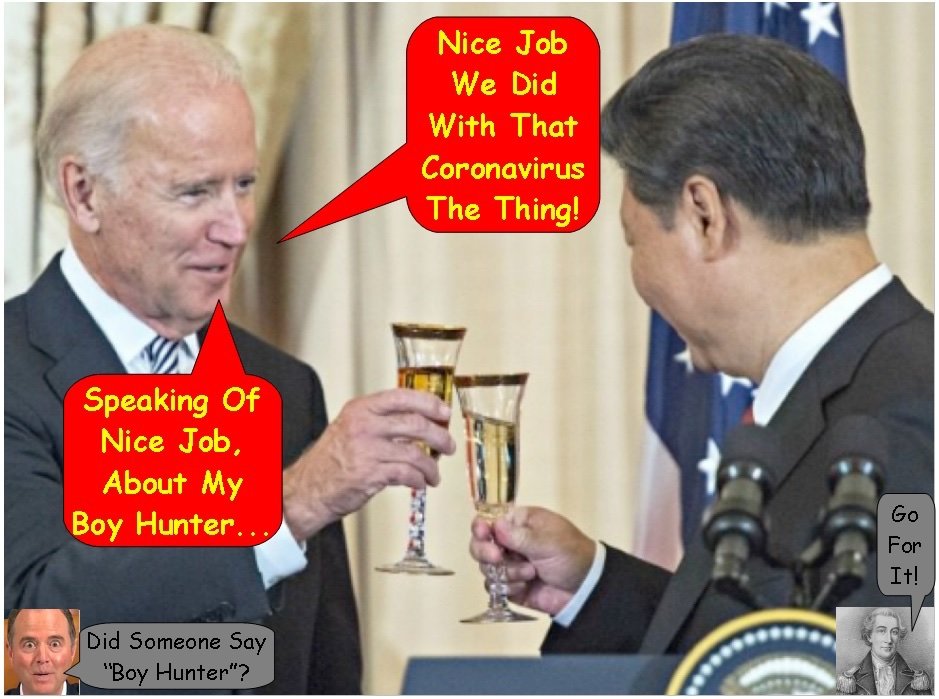 Nice Job
We Did
With That
Coronavirus
The Thing!
Speaking Of
Nice Job,
About My
Boy Hunter...
Go
For
It!
Did Someone Say
"Boy Hunter"?